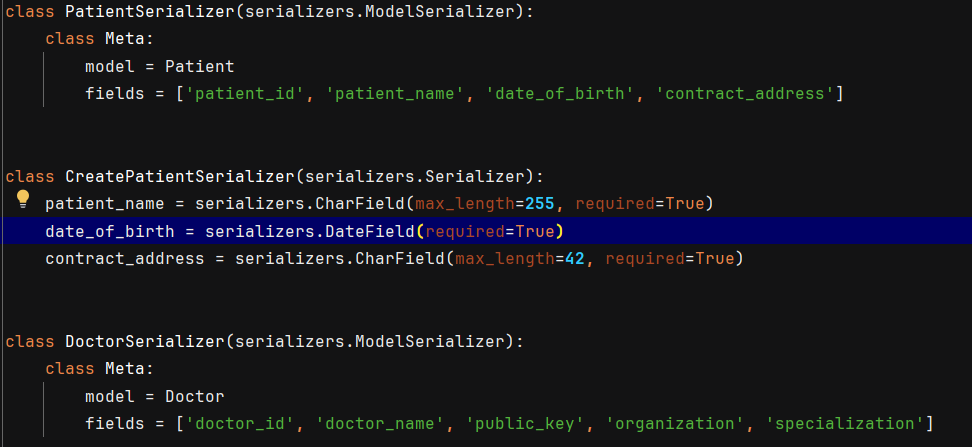 class PatientSerializer(serializers.ModelSerializer):
    class Meta:
        model = Patient
        fields = ['patient_id', 'patient_name', 'date_of_birth', 'contract_address']
class CreatePatientSerializer(serializers.Serializer):
    patient_name = serializers.CharField(max_length=255, required=True)
    date_of_birth = serializers.DateField(required=True)
    contract_address = serializers.CharField(max_length=42, required=True)
class DoctorSerializer(serializers.ModelSerializer):
    class Meta:
        model = Doctor
        fields = ['doctor_id', 'doctor_name', 'public_key', 'organization', 'specialization']